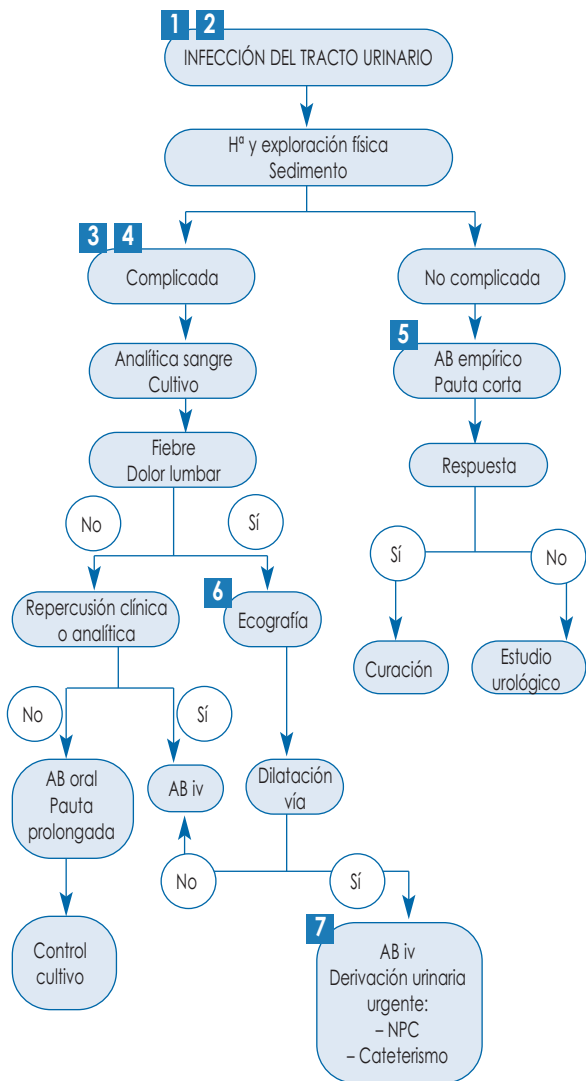 1 2
INFECCIÓN DEL TRACTO URINARIO
Hª y exploración física
Sedimento
3 4
Complicada
No complicada
Analítica sangre
Cultivo
5
AB empírico
Pauta corta
Fiebre
Dolor lumbar
Respuesta
No
Sí
Sí
No
Repercusión clínica
o analítica
6
Ecografía
Curación
Estudio
urológico
No
Sí
AB oral
Pauta
prolongada
AB iv
Dilatación
vía
No
Sí
Control
cultivo
7
AB iv
Derivación urinaria
urgente:
– NPC
– Cateterismo